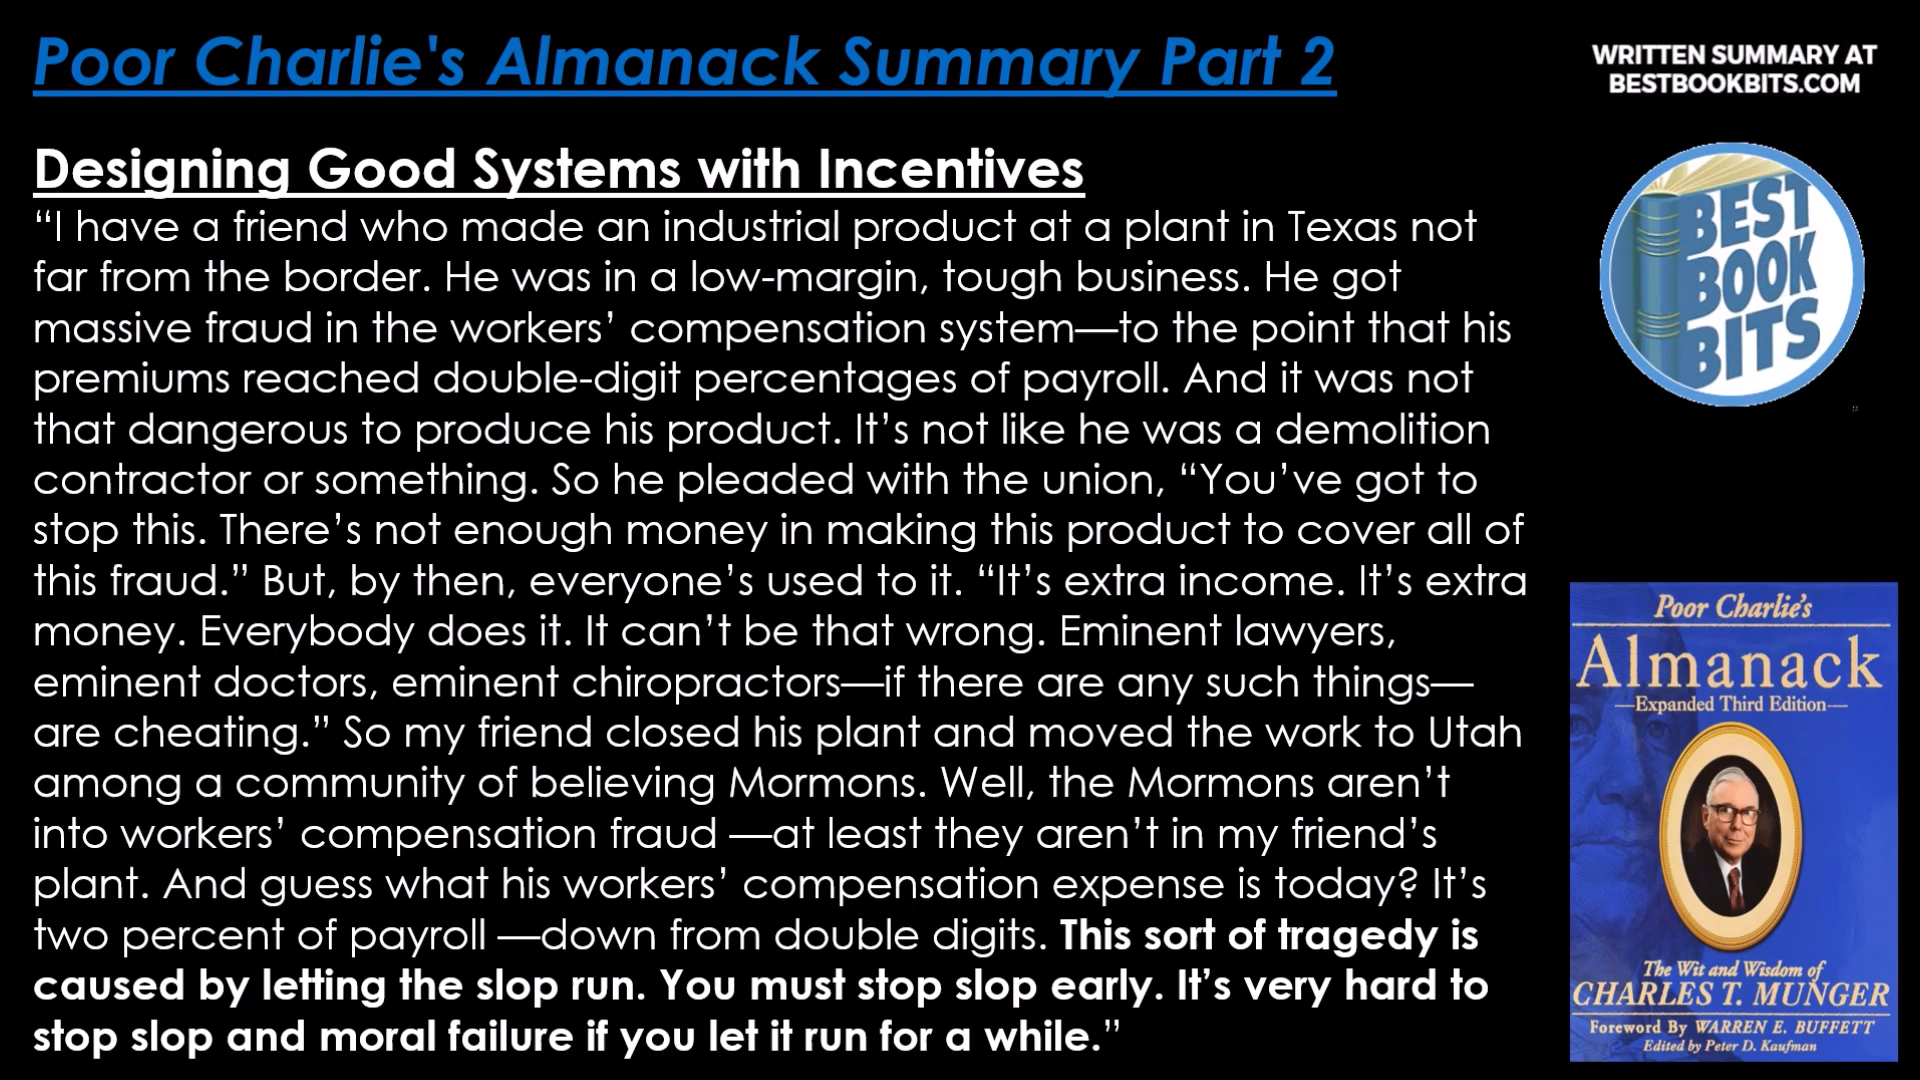 Poor Charlie's Almanack Summary Part 2
WRITTEN SUMMARY AT
BESTBOOKBITS.COM
Designing Good Systems with Incentives
“I have a friend who made an industrial product at a plant in Texas not
far from the border. He was in a low-margin, tough business. He got
massive fraud in the workers’ compensation system—to the point that his
premiums reached double-digit percentages of payroll. And it was not
that dangerous to produce his product. It’s not like he was a demolition
contractor or something. So he pleaded with the union, “You’ve got to
stop this. There’s not enough money in making this product to cover all of
this fraud.” But, by then, everyone’s used to it. “It’s extra income. It’s extra
money. Everybody does it. It can’t be that wrong. Eminent lawyers,
eminent doctors, eminent chiropractors—if there are any such things—
are cheating.” So my friend closed his plant and moved the work to Utah
among a community of believing Mormons. Well, the Mormons aren’t
into workers’ compensation fraud —at least they aren’t in my friend’s
plant. And guess what his workers’ compensation expense is today? It’s
two percent of payroll —down from double digits. This sort of tragedy is
caused by letting the slop run. You must stop slop early. It’s very hard to
stop slop and moral failure if you let it run for a while.”
BEST
BOOK
BITS
Poor Charlie’s
Almanack
—Expanded Third Edition—
The Wit and Wisdom of
CHARLES T. MUNGER
Foreword By WARREN E. BUFFETT
Edited by Peter D. Kaufman